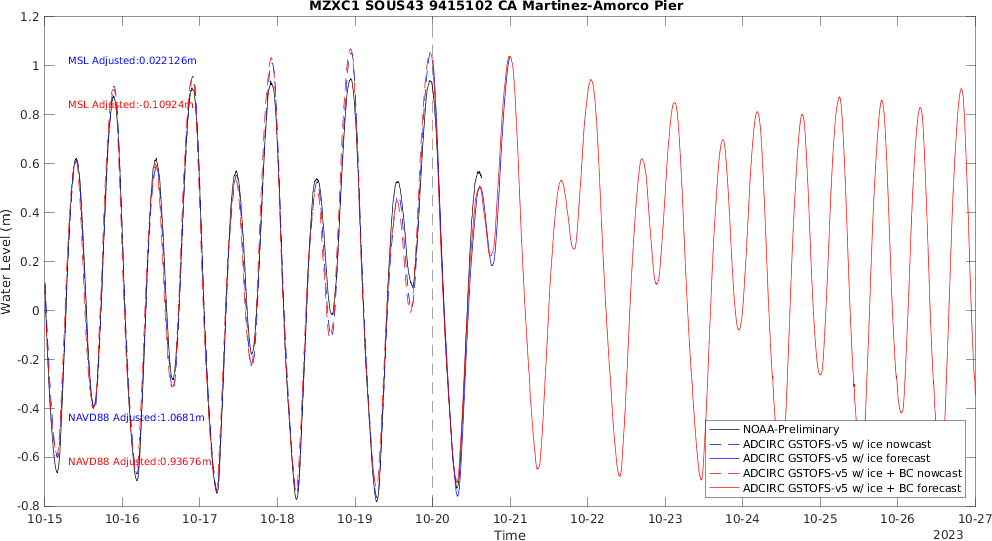 MZXC1 SOUS43 9415102 CA Martinez-Amorco Pier
1.2
1
0.8
0.6
0.4
0.2
0
-0.2
-0.4
-0.6
-0.8
Water Level (m)
MSL Adjusted:0.022126m
MSL Adjusted:-0.10924m
NAVD88 Adjusted:1.0681m
NAVD88 Adjusted:0.93676m
NOAA-Preliminary
ADCIRC GSTOFS-v5 w/ ice nowcast
ADCIRC GSTOFS-v5 w/ ice forecast
ADCIRC GSTOFS-v5 w/ ice + BC nowcast
ADCIRC GSTOFS-v5 w/ ice + BC forecast
10-15 10-16 10-17 10-18 10-19 10-20 10-21 10-22 10-23 10-24 10-25 10-26 10-27
Time
2023